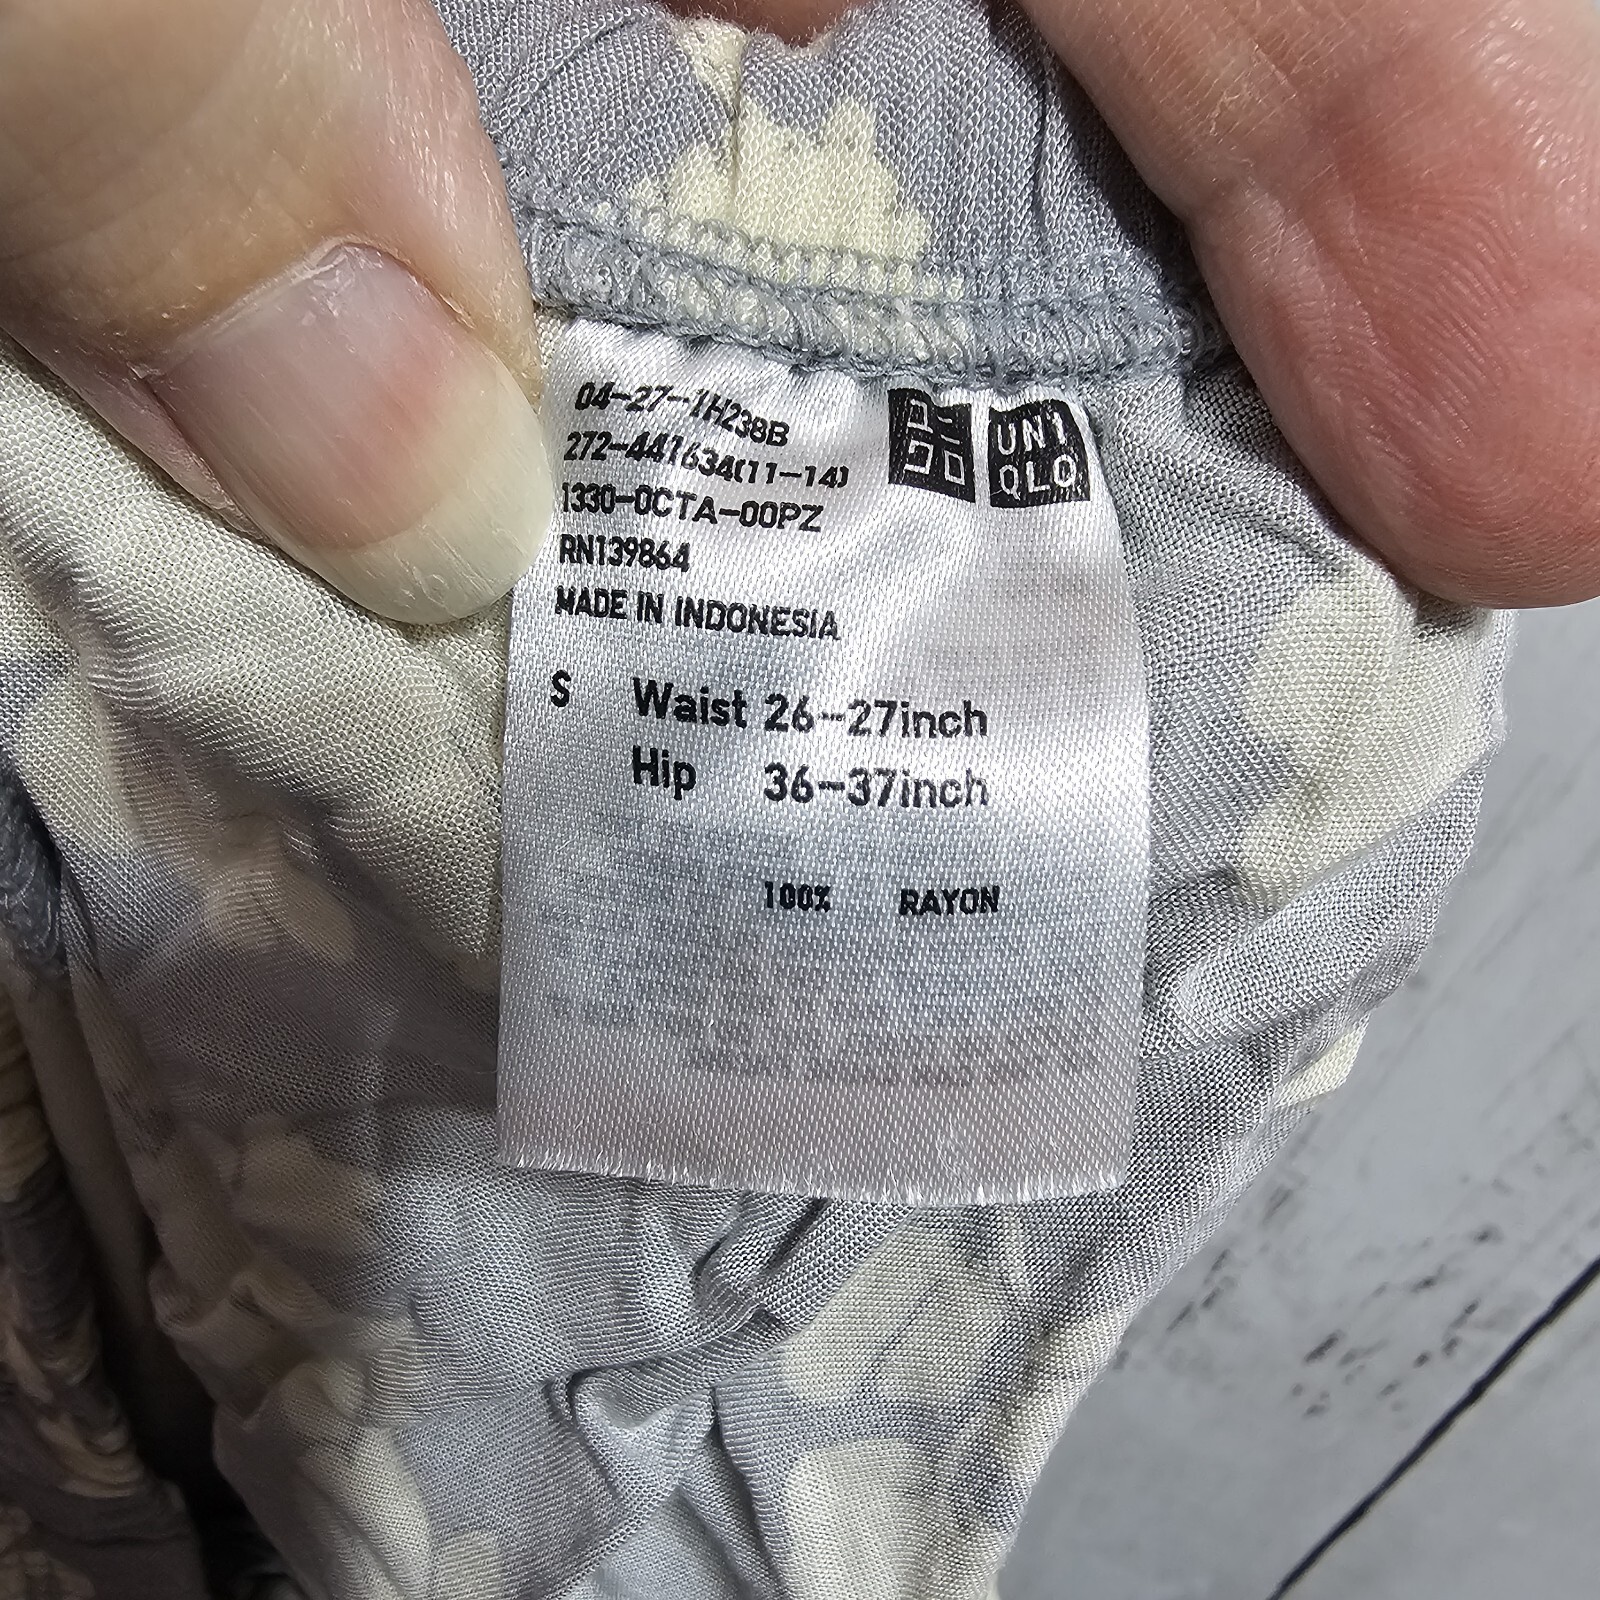 04-27-1H238B
272-441634(11-14)
1330-0CTA-00PZ
RN139864
MADE IN INDONESIA
UNI
QLO
S Waist 26-27inch
Hip 36-37inch
100% RAYON